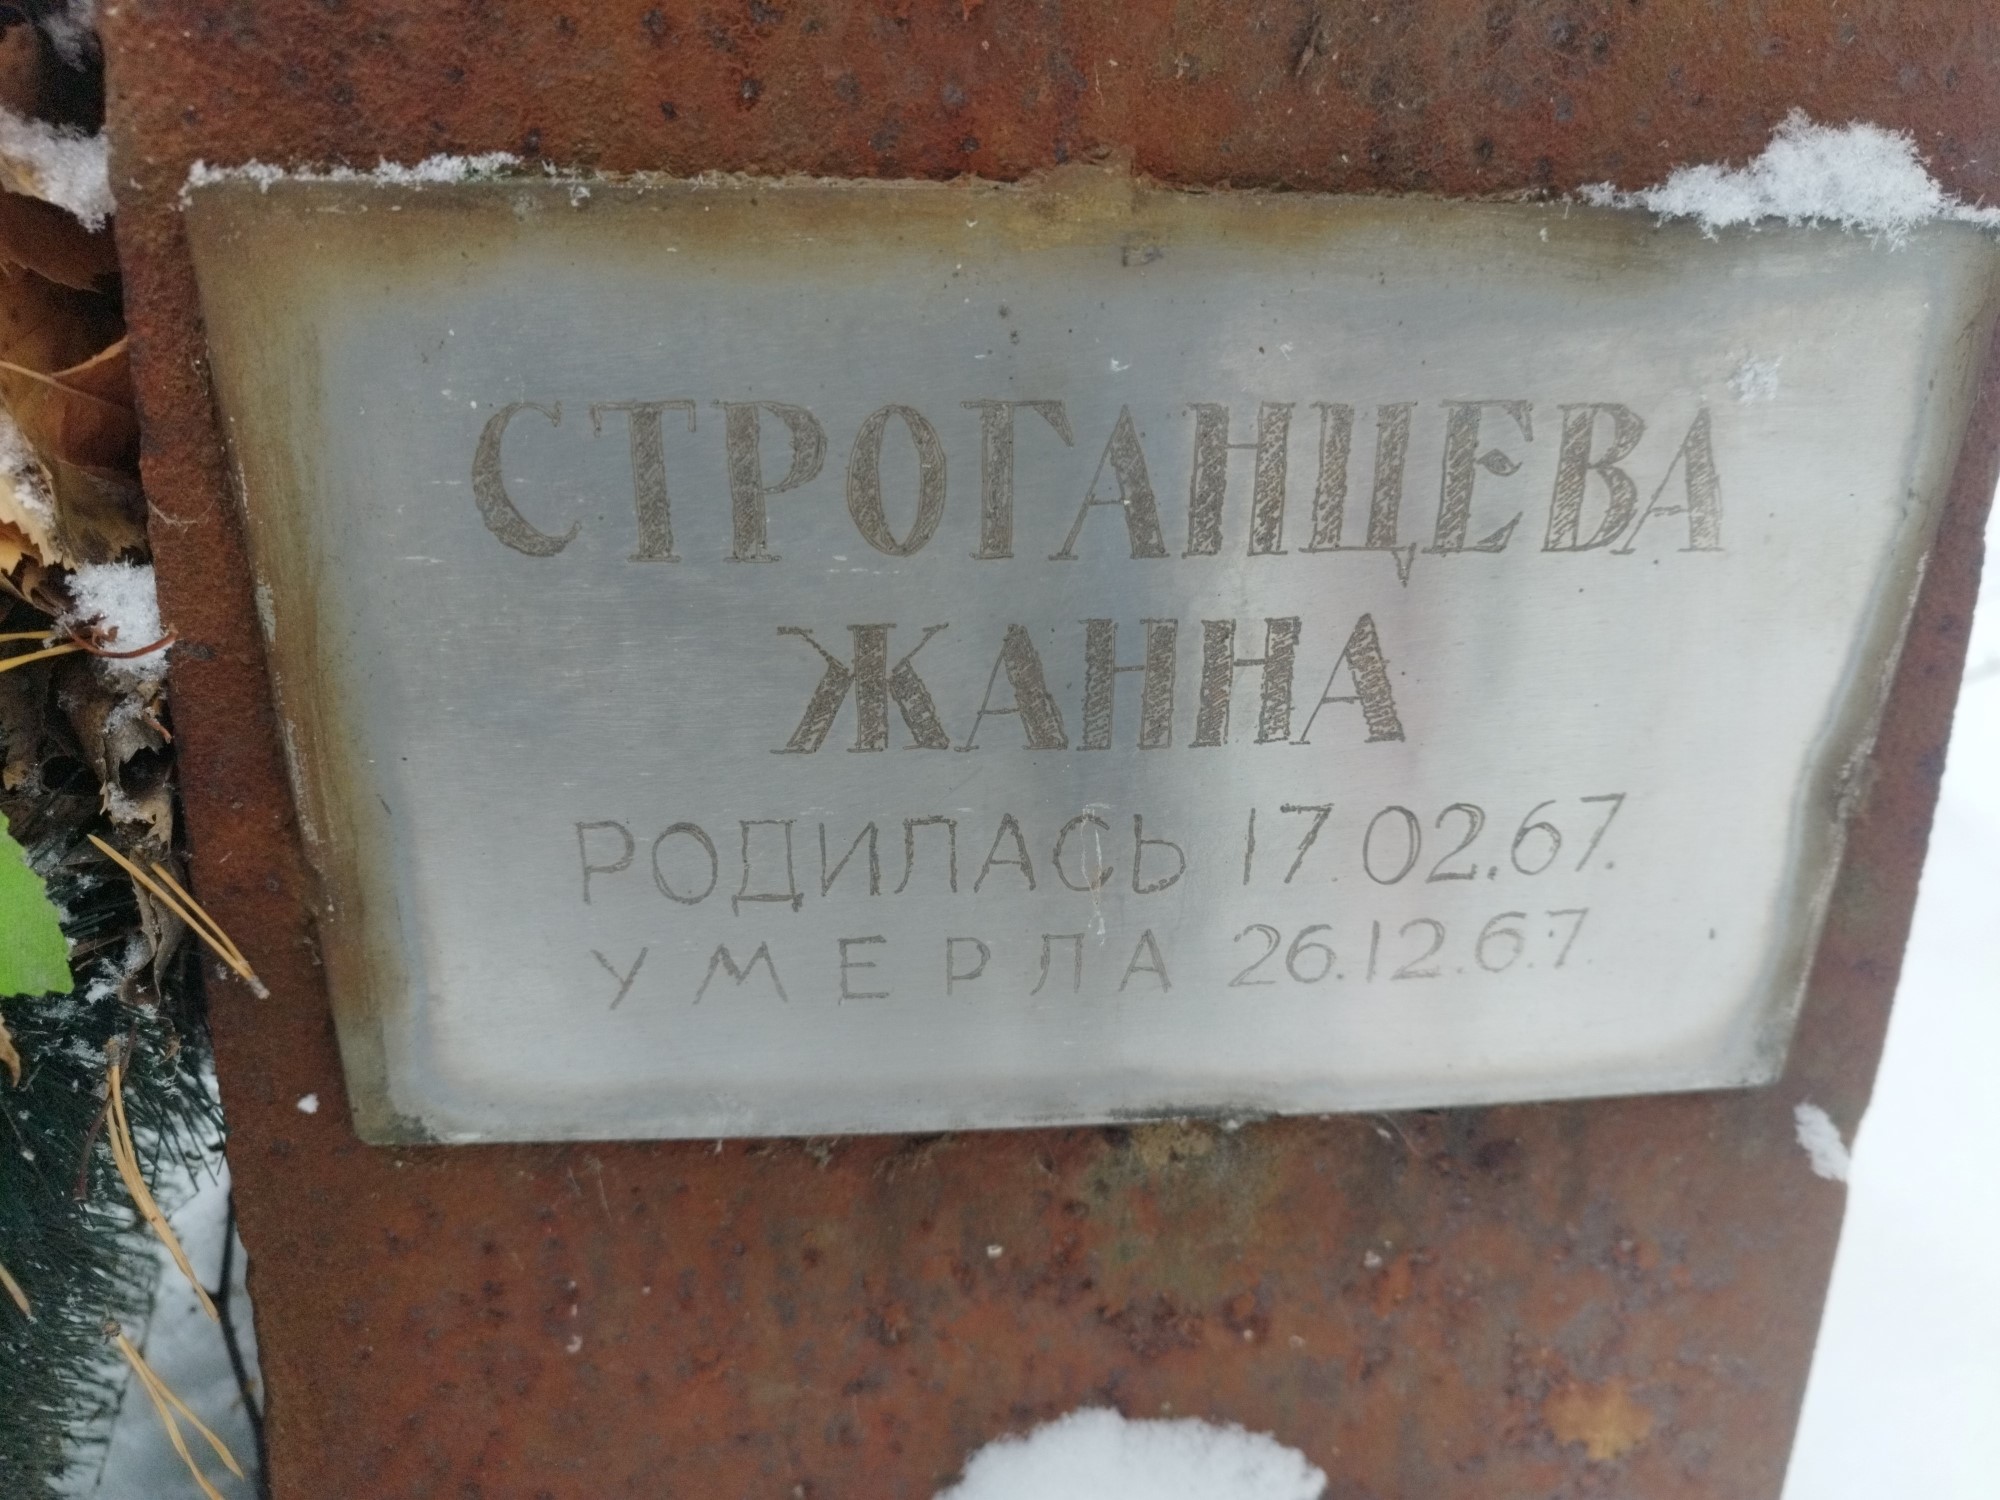 СТРОГАНЦЕВА
ЖАННА
РОДИЛАСЬ 17.02.67.
УМЕРЛА 26.12.67.